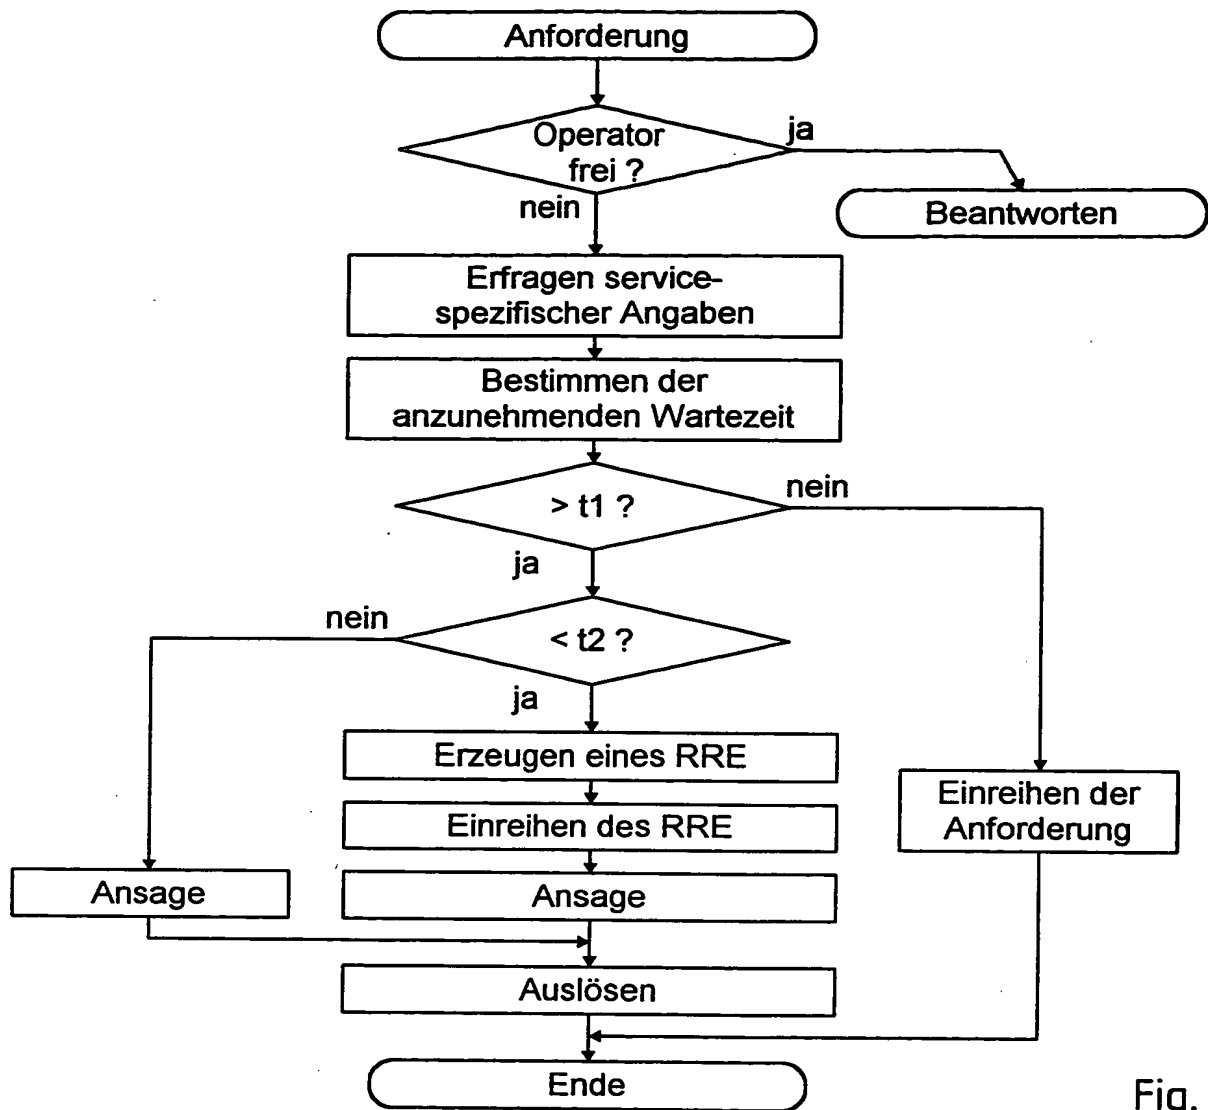 Anforderung
Operator
frei ?
ja
nein
Beantworten
Erfragen service-
spezifischer Angaben
Bestimmen der
anzunehmenden Wartezeit
> t1 ?
nein
ja
nein
< t2 ?
ja
Erzeugen eines RRE
Einreihen des RRE
Einreihen der
Anforderung
Ansage
Ansage
Auslösen
Ende
Fig.